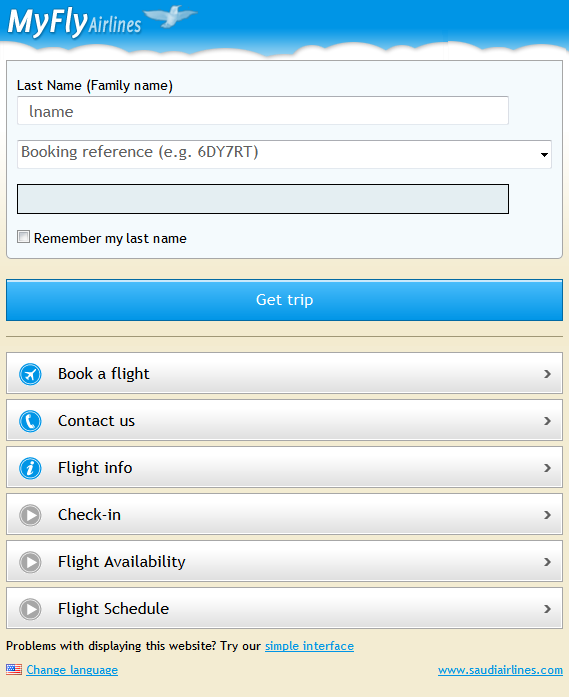 MyFly Airlines
Last Name (Family name)
lname
Booking reference (e.g. 6DY7RT)
Remember my last name
Get trip
Book a flight
Contact us
Flight info
Check-in
Flight Availability
Flight Schedule
Problems with displaying this website? Try our simple interface
Change language www.saudiairlines.com